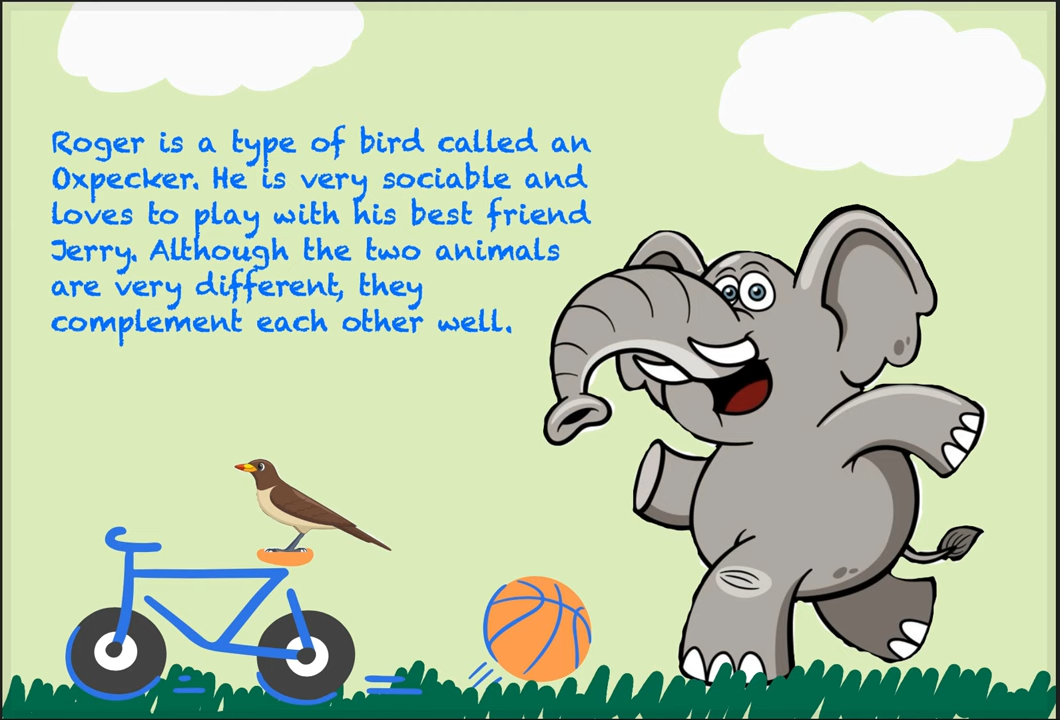 Roger is a type of bird called an
Oxpecker. He is very sociable and
loves to play with his best friend
Jerry. Although the two animals
are very different, they
complement each other well.